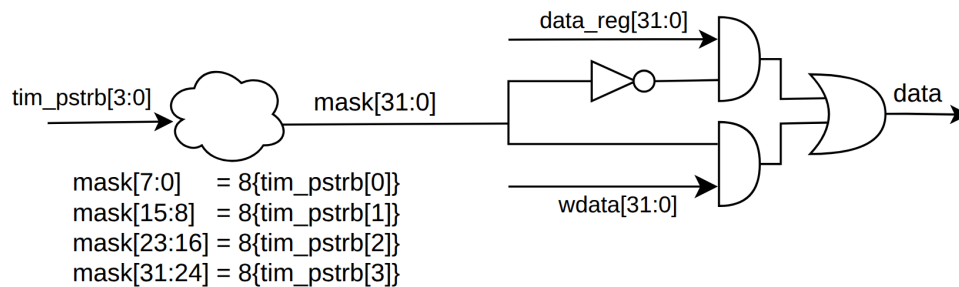 data_reg[31:0]
tim_pstrb[3:0]
mask[31:0]
data
mask[7:0] = 8{tim_pstrb[0]}
mask[15:8] = 8{tim_pstrb[1]}
mask[23:16] = 8{tim_pstrb[2]}
mask[31:24] = 8{tim_pstrb[3]}
wdata[31:0]